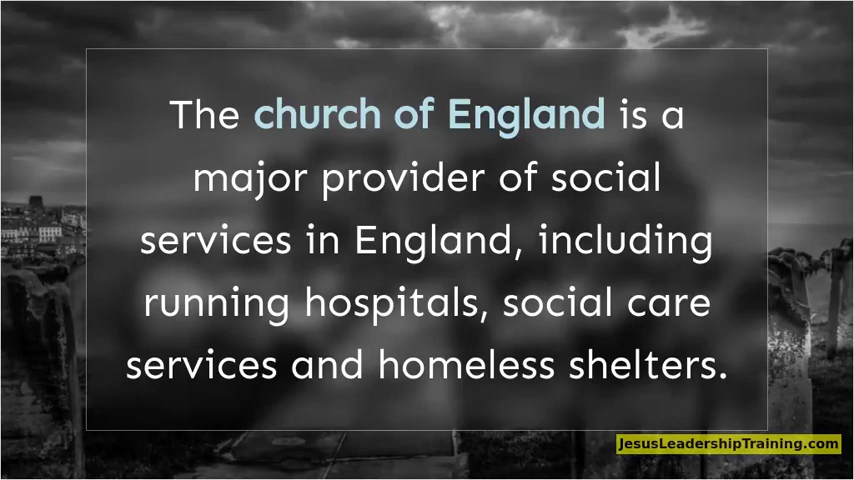 The church of England is a
major provider of social
services in England, including
running hospitals, social care
services and homeless shelters.
JesusLeadershipTraining.com